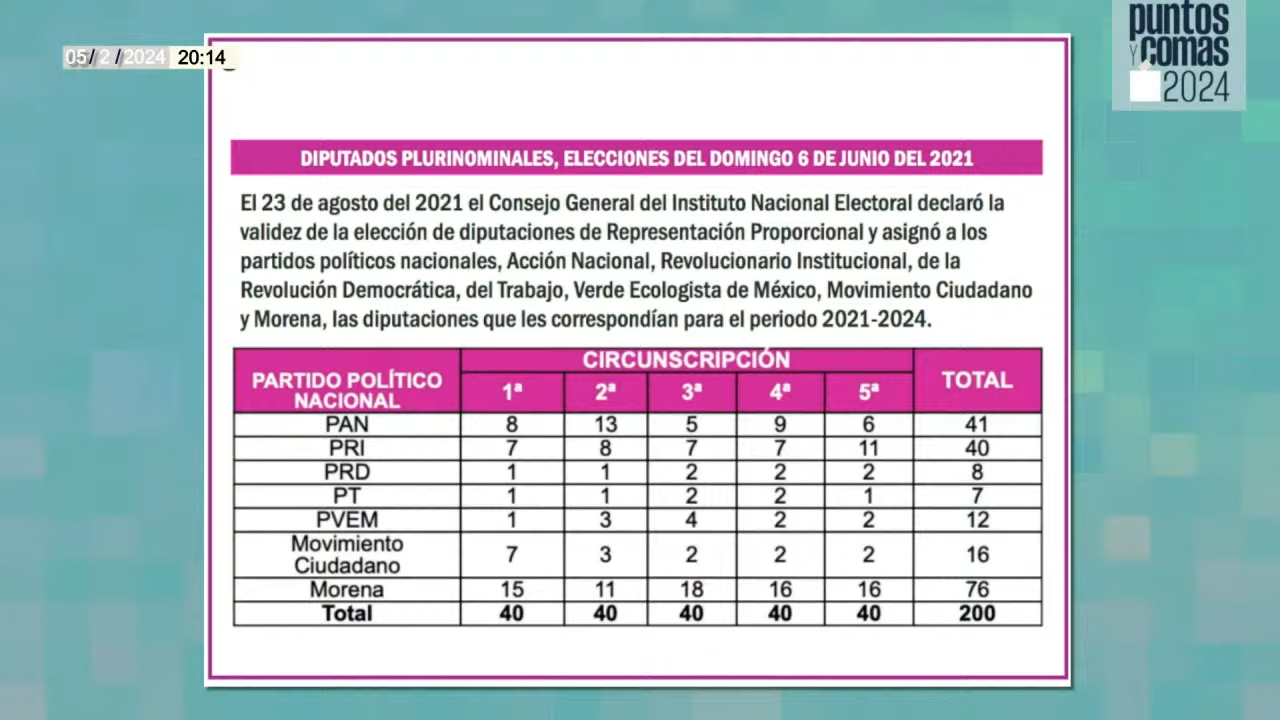 puntos
Y comas
2024
05/ 2 /2024 20:14
DIPUTADOS PLURINOMINALES, ELECCIONES DEL DOMINGO 6 DE JUNIO DEL 2021
El 23 de agosto del 2021 el Consejo General del Instituto Nacional Electoral declaró la
validez de la elección de diputaciones de Representación Proporcional y asignó a los
partidos políticos nacionales, Acción Nacional, Revolucionario Institucional, de la
Revolución Democrática, del Trabajo, Verde Ecologista de México, Movimiento Ciudadano
y Morena, las diputaciones que les correspondían para el periodo 2021-2024.
PARTIDO POLÍTICO
NACIONAL
CIRCUNSCRIPCIÓN
TOTAL
1ª 2ª 3ª 4ª 5ª
PAN 8 13 5 9 6 41
PRI 7 8 7 7 11 40
PRD 1 1 2 2 2 8
PT 1 1 2 2 1 7
PVEM 1 3 4 2 2 12
Movimiento
Ciudadano 7 3 2 2 2 16
Morena 15 11 18 16 16 76
Total 40 40 40 40 40 200